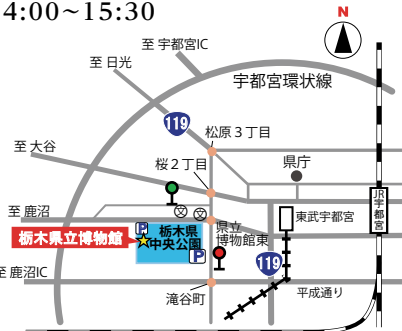 4:00~15:30
N
至 宇都宮IC
至 日光
宇都宮環状線
119
松原３丁目
至 大谷
桜２丁目
県庁
JR宇都宮
至 鹿沼
文 文
栃木県立博物館
P
栃木県
中央公園
P
県立
博物館東
東武宇都宮
119
至 鹿沼IC
滝谷町
平成通り